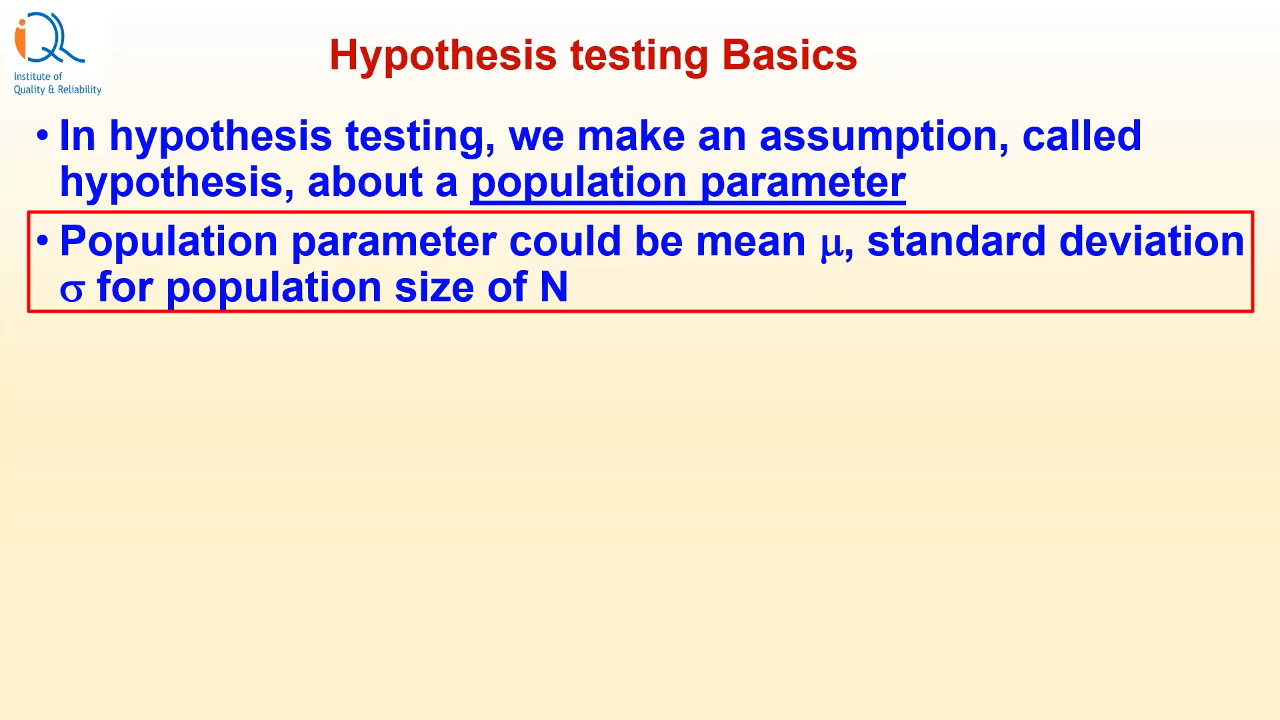 iQL
Institute of
Quality & Reliability
Hypothesis testing Basics
• In hypothesis testing, we make an assumption, called
hypothesis, about a population parameter
• Population parameter could be mean μ, standard deviation
σ for population size of N